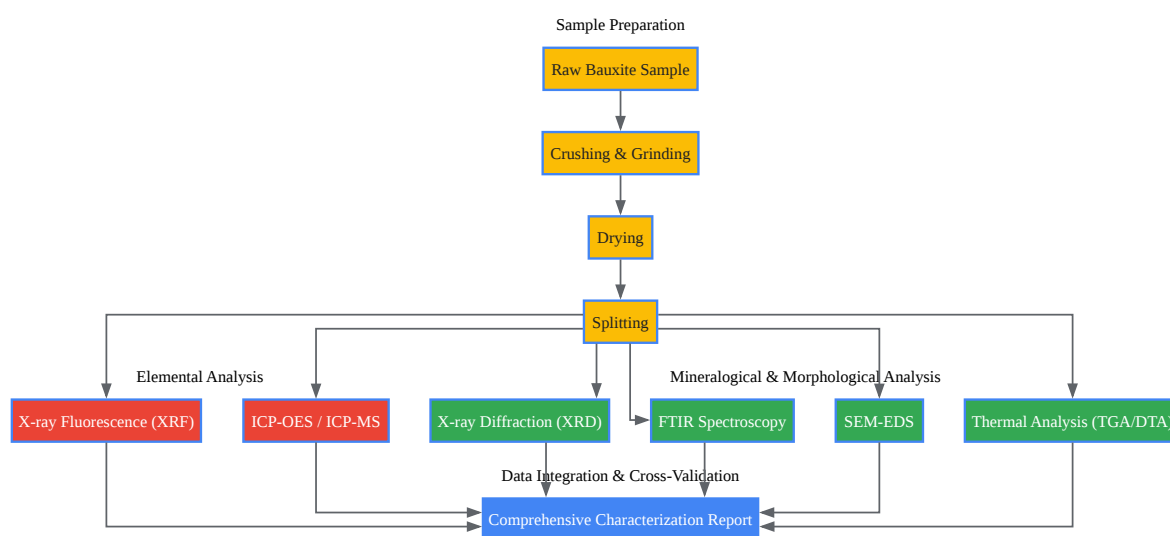 Sample Preparation
Raw Bauxite Sample
Crushing & Grinding
Drying
Splitting
Elemental Analysis
Mineralogical & Morphological Analysis
X-ray Fluorescence (XRF)
ICP-OES / ICP-MS
X-ray Diffraction (XRD)
FTIR Spectroscopy
SEM-EDS
Thermal Analysis (TGA/DTA)
Data Integration & Cross-Validation
Comprehensive Characterization Report